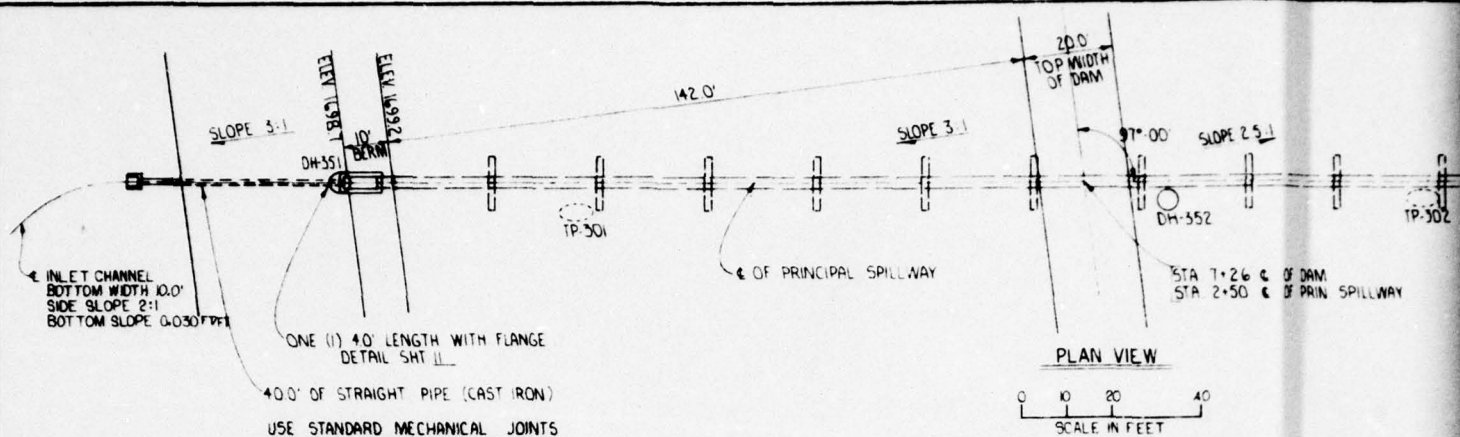 20.0'
TOP WIDTH
OF DAM
142.0'
ELEV 1698
ELEV 1699.2
SLOPE 3:1
10'
BERM
DH-351
SLOPE 3:1
97°-00'
SLOPE 2.5:1
TP-301
DH-352
TP-302
℄ INLET CHANNEL
BOTTOM WIDTH 10.0'
SIDE SLOPE 2:1
BOTTOM SLOPE 0.030
℄ OF PRINCIPAL SPILLWAY
STA 7+26 ℄ OF DAM
STA 2+50 ℄ OF PRIN SPILLWAY
ONE (1) 4.0' LENGTH WITH FLANGE
DETAIL SHT 11
40.0' OF STRAIGHT PIPE (CAST IRON)
USE STANDARD MECHANICAL JOINTS
PLAN VIEW
0 10 20 40
SCALE IN FEET